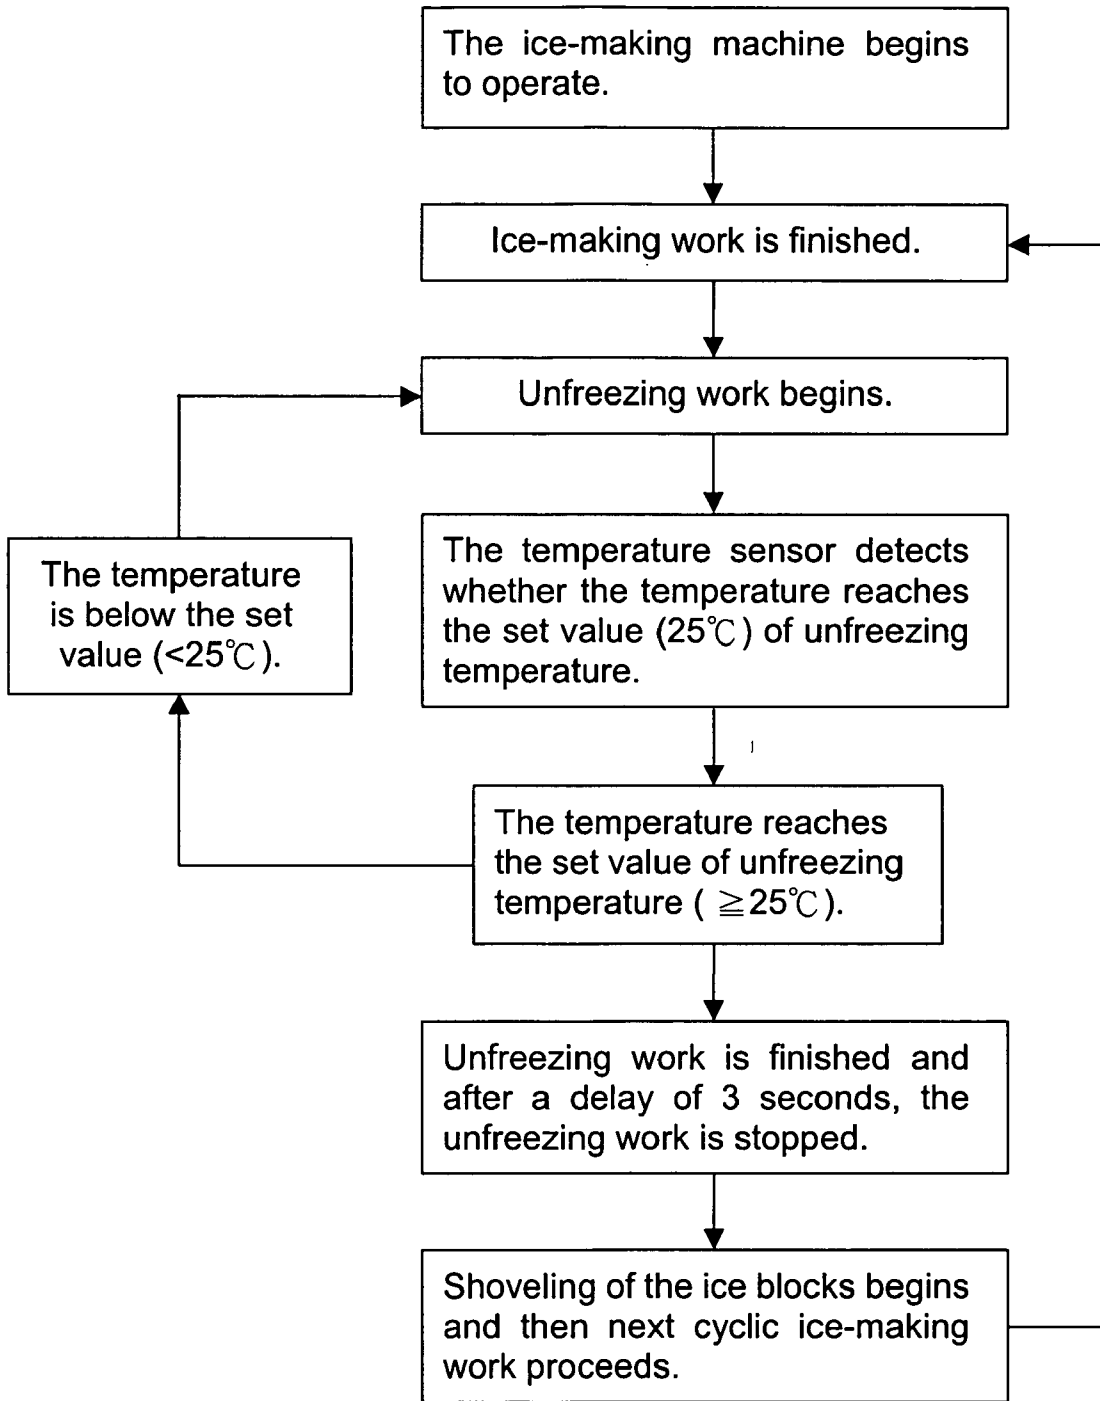 The ice-making machine begins
to operate.
Ice-making work is finished.
Unfreezing work begins.
The temperature sensor detects
whether the temperature reaches
the set value (25℃) of unfreezing
temperature.
The temperature
is below the set
value (<25℃).
The temperature reaches
the set value of unfreezing
temperature ( ≧25℃).
Unfreezing work is finished and
after a delay of 3 seconds, the
unfreezing work is stopped.
Shoveling of the ice blocks begins
and then next cyclic ice-making
work proceeds.